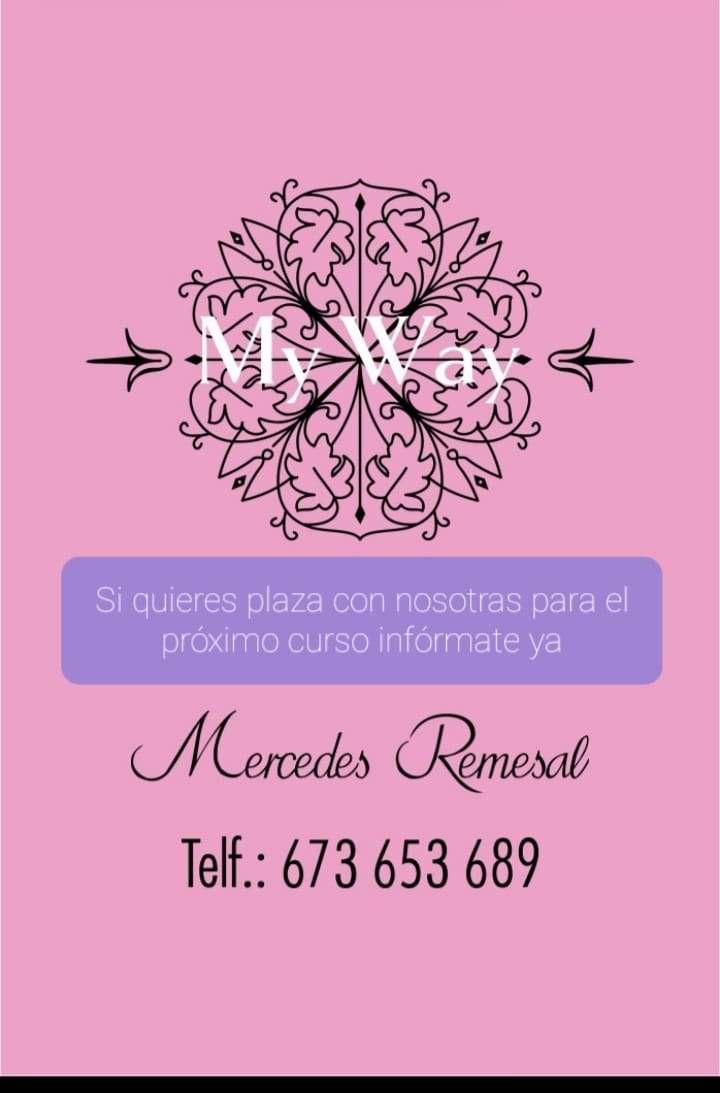 My Way
Si quieres plaza con nosotras para el
próximo curso infórmate ya
Mercedes Remesal
Telf.: 673 653 689